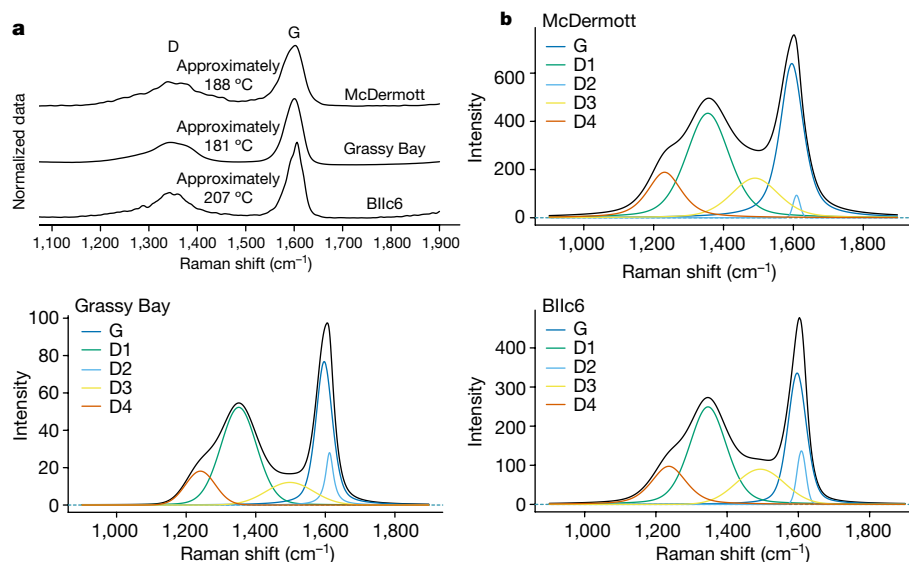 a
D
G
Approximately
188 °C
McDermott
Approximately
181 °C
Grassy Bay
Approximately
207 °C
BIIc6
Normalized data
1,100 1,200 1,300 1,400 1,500 1,600 1,700 1,800 1,900
Raman shift (cm⁻¹)
b
McDermott
G
D1
D2
D3
D4
Intensity
600
400
200
0
1,000 1,200 1,400 1,600 1,800
Raman shift (cm⁻¹)
Grassy Bay
G
D1
D2
D3
D4
Intensity
100
80
60
40
20
0
1,000 1,200 1,400 1,600 1,800
Raman shift (cm⁻¹)
BIIc6
G
D1
D2
D3
D4
Intensity
400
300
200
100
0
1,000 1,200 1,400 1,600 1,800
Raman shift (cm⁻¹)